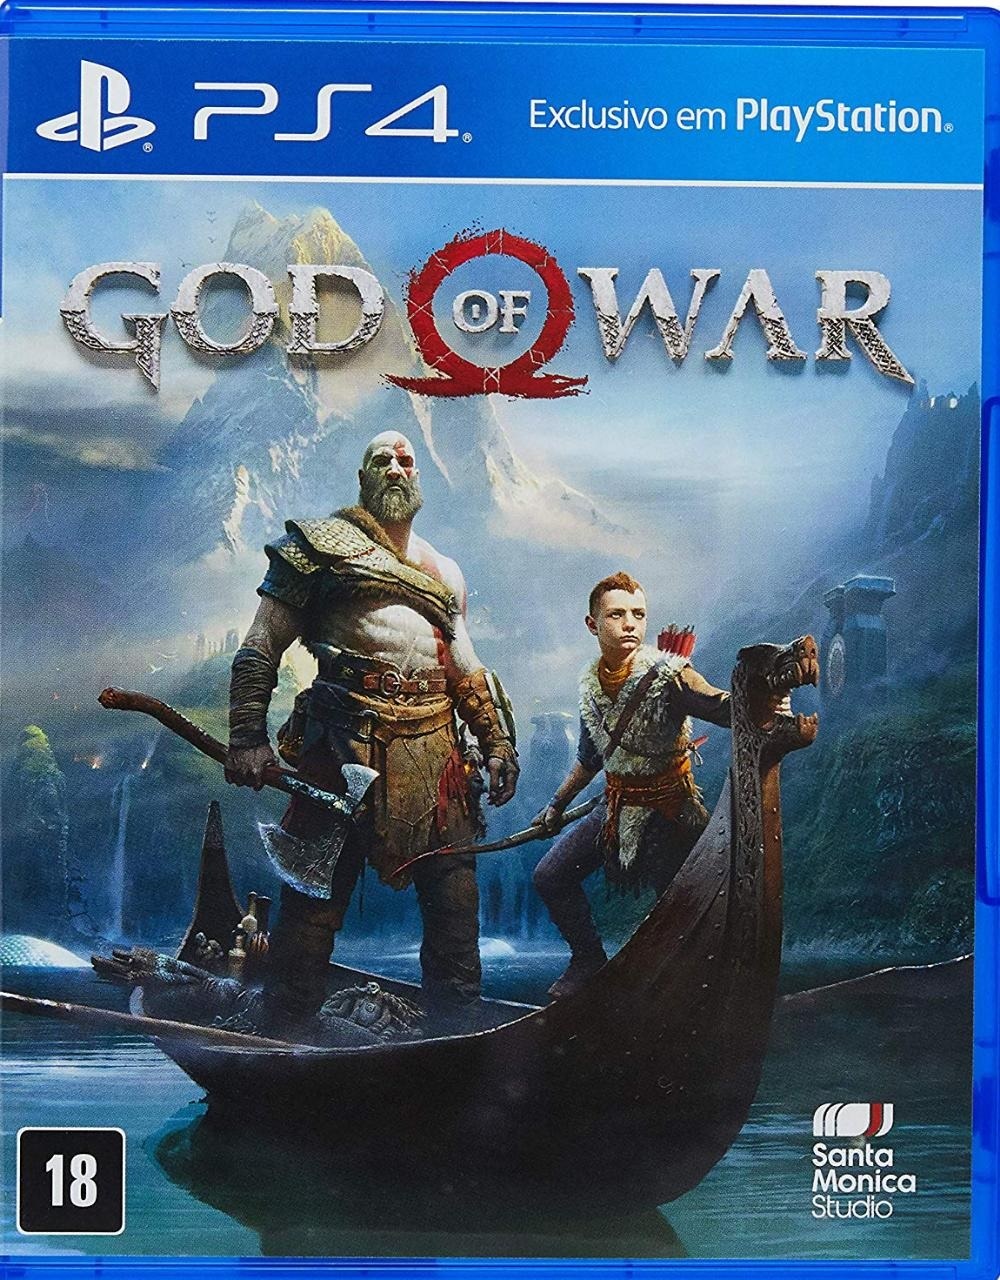 PS4
Exclusivo em PlayStation®
GOD OF WAR
18
Santa
Monica
Studio